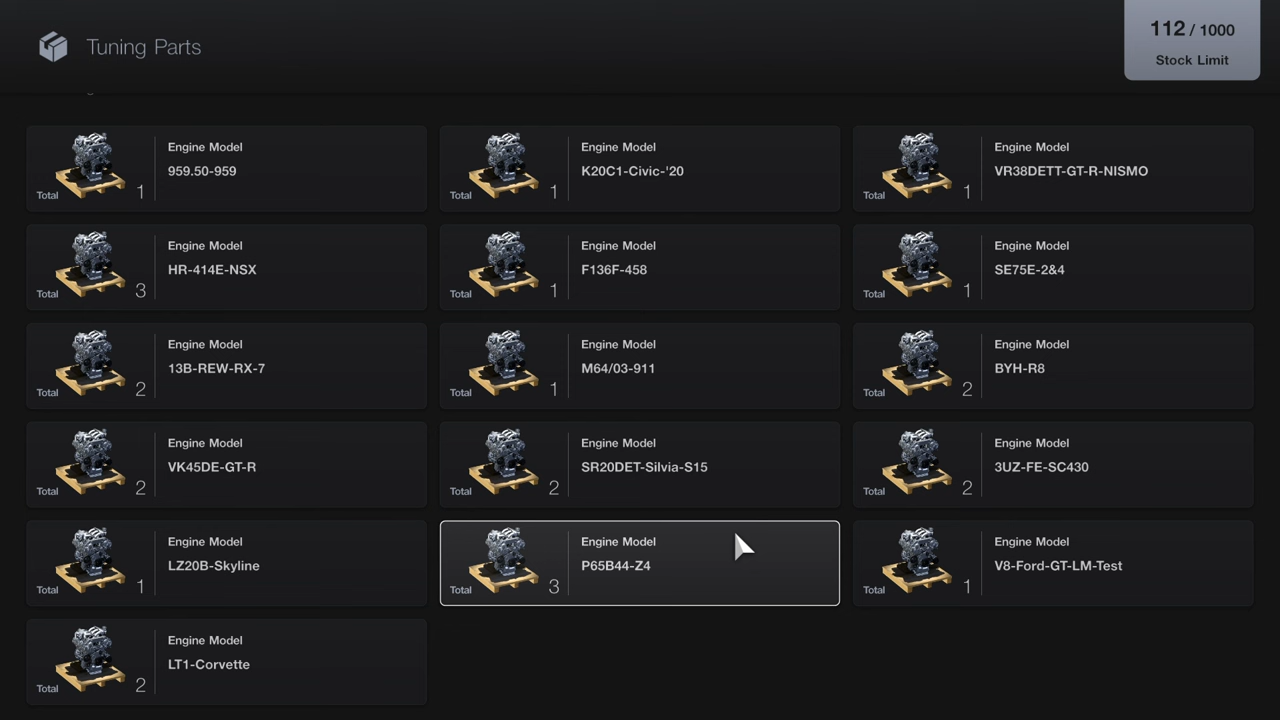 Tuning Parts
112 / 1000
Stock Limit
Engine Model
959.50-959
Total 1
Engine Model
K20C1-Civic-'20
Total 1
Engine Model
VR38DETT-GT-R-NISMO
Total 1
Engine Model
HR-414E-NSX
Total 3
Engine Model
F136F-458
Total 1
Engine Model
SE75E-2&4
Total 1
Engine Model
13B-REW-RX-7
Total 2
Engine Model
M64/03-911
Total 1
Engine Model
BYH-R8
Total 2
Engine Model
VK45DE-GT-R
Total 2
Engine Model
SR20DET-Silvia-S15
Total 2
Engine Model
3UZ-FE-SC430
Total 2
Engine Model
LZ20B-Skyline
Total 1
Engine Model
P65B44-Z4
Total 3
Engine Model
V8-Ford-GT-LM-Test
Total 1
Engine Model
LT1-Corvette
Total 2